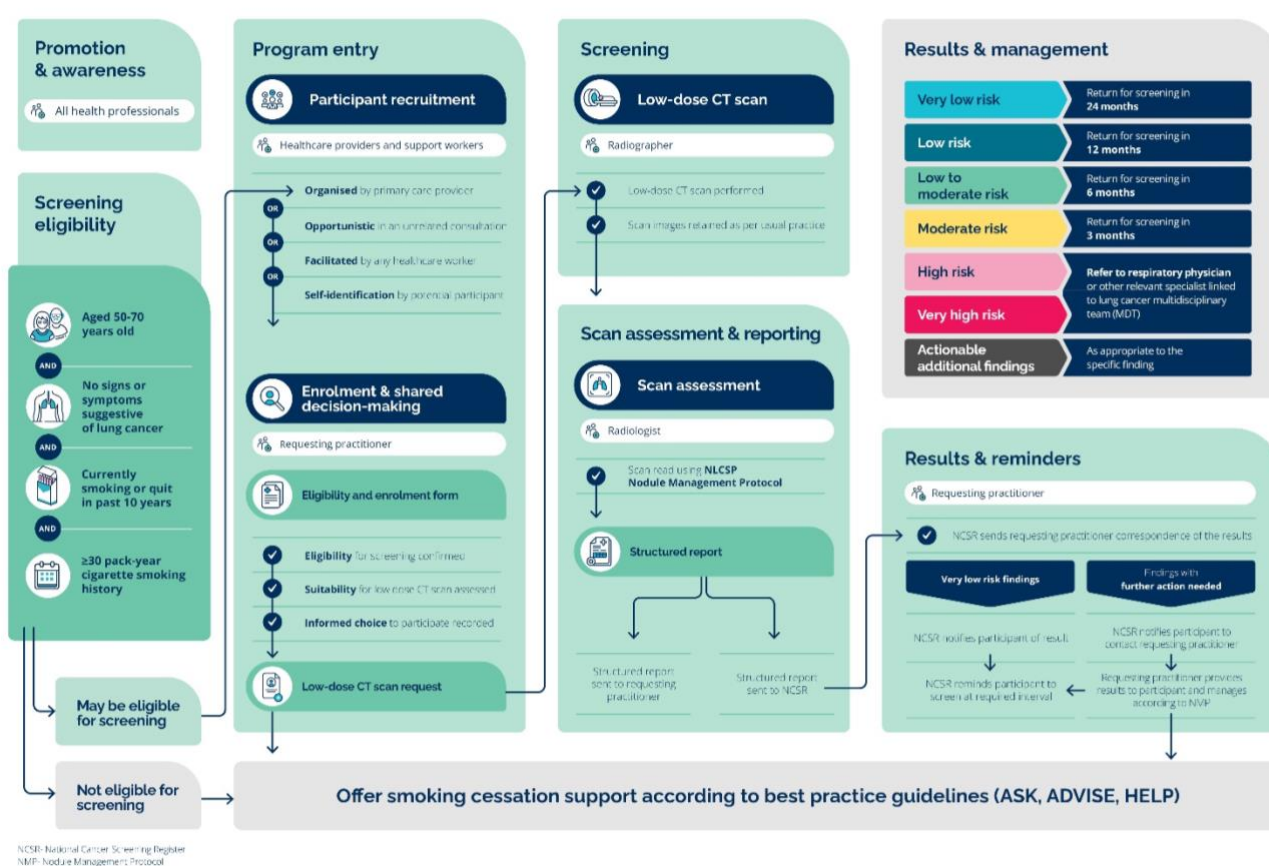 Promotion
& awareness
All health professionals
Screening
eligibility
Aged 50-70
years old
AND
No signs or
symptoms
suggestive
of lung cancer
AND
Currently
smoking or quit
in past 10 years
AND
≥30 pack-year
cigarette smoking
history
May be eligible
for screening
Not eligible for
screening
Program entry
Participant recruitment
Healthcare providers and support workers
Organised by primary care provider
OR
Opportunistic in an unrelated consultation
OR
Facilitated by any healthcare worker
OR
Self-identification by potential participant
Enrolment & shared
decision-making
Requesting practitioner
Eligibility and enrolment form
Eligibility for screening confirmed
Suitability for low dose CT scan assessed
Informed choice to participate recorded
Low-dose CT scan request
Screening
Low-dose CT scan
Radiographer
Low-dose CT scan performed
Scan images retained as per usual practice
Scan assessment & reporting
Scan assessment
Radiologist
Scan read using NLCSP
Nodule Management Protocol
Structured report
Structured report
sent to requesting
practitioner
Structured report
sent to NCSR
Results & management
Very low risk
Return for screening in
24 months
Low risk
Return for screening in
12 months
Low to
moderate risk
Return for screening in
6 months
Moderate risk
Return for screening in
3 months
High risk
Very high risk
Refer to respiratory physician
or other relevant specialist linked
to lung cancer multidisciplinary
team (MDT)
Actionable
additional findings
As appropriate to the
specific finding
Results & reminders
Requesting practitioner
NCSR sends requesting practitioner correspondence of the results
Very low risk findings
NCSR notifies participant of result
NCSR reminds participant to
screen at required interval
Findings with
further action needed
NCSR notifies participant to
contact requesting practitioner
Requesting practitioner provides
results to participant and manages
according to NMP
Offer smoking cessation support according to best practice guidelines (ASK, ADVISE, HELP)
NCSR- National Cancer Screening Register
NMP- Nodule Management Protocol